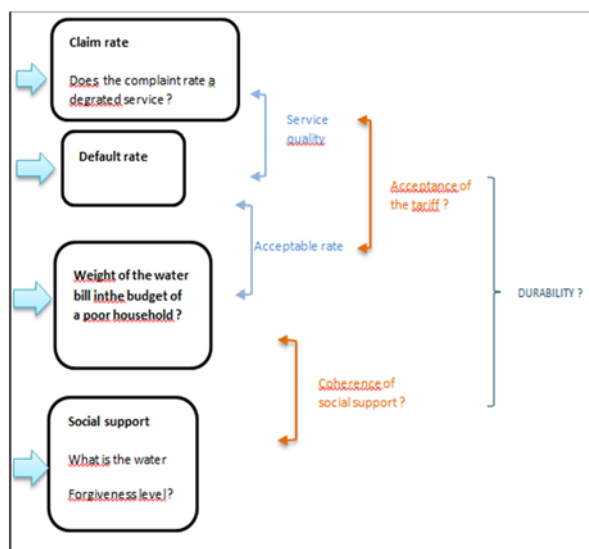 Claim rate
Does the complaint rate a
degrated service ?
Service
quality
Default rate
Acceptance of
the tariff ?
Acceptable rate
Weight of the water
bill inthe budget of
a poor household ?
DURABILITY ?
Coherence of
social support ?
Social support
What is the water
Forgiveness level ?